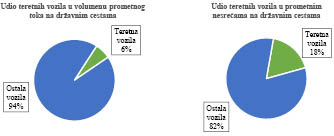 Udio teretnih vozila u volumenu prometnog
toka na državnim cestama
Teretna
vozila
6%
Ostala
vozila
94%
Udio teretnih vozila u prometnim
nesrećama na državnim cestama
Teretna
vozila
18%
Ostala
vozila
82%